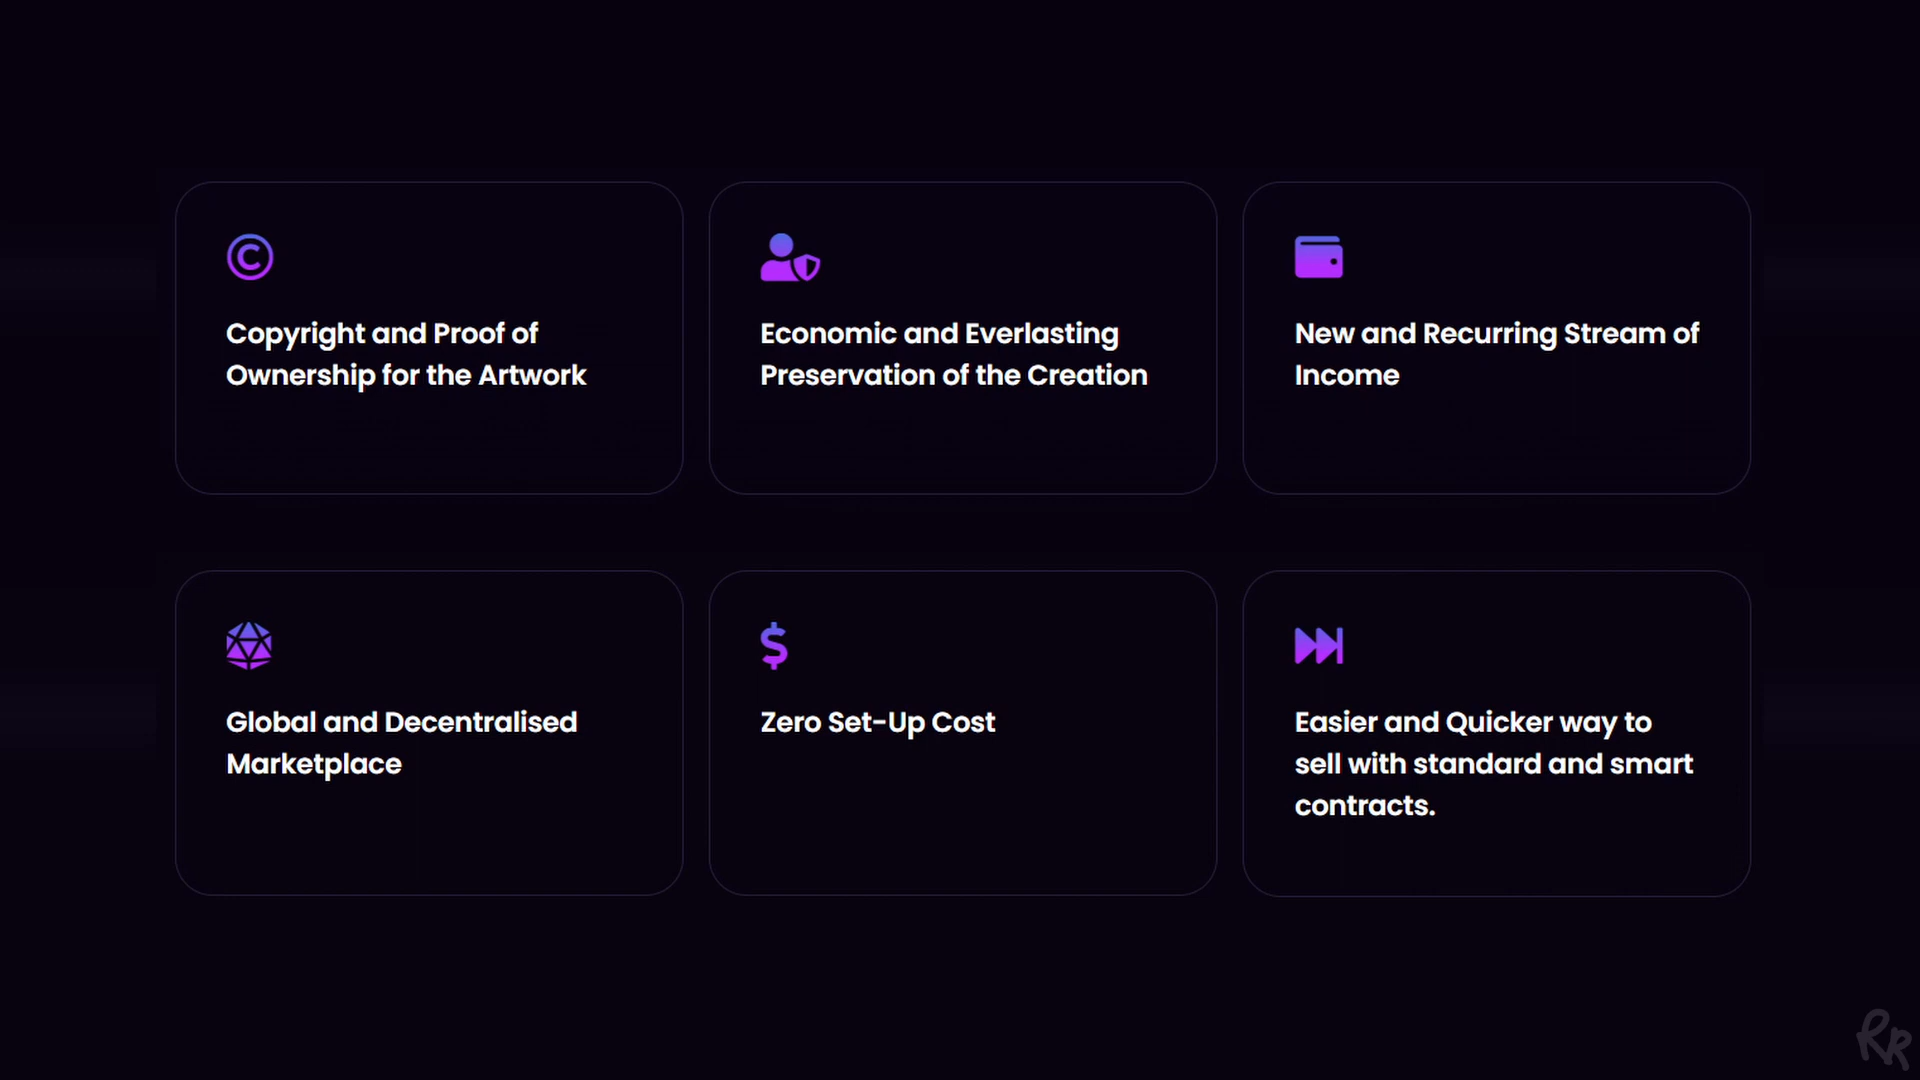 Copyright and Proof of
Ownership for the Artwork
Economic and Everlasting
Preservation of the Creation
New and Recurring Stream of
Income
Global and Decentralised
Marketplace
$
Zero Set-Up Cost
Easier and Quicker way to
sell with standard and smart
contracts.
RR